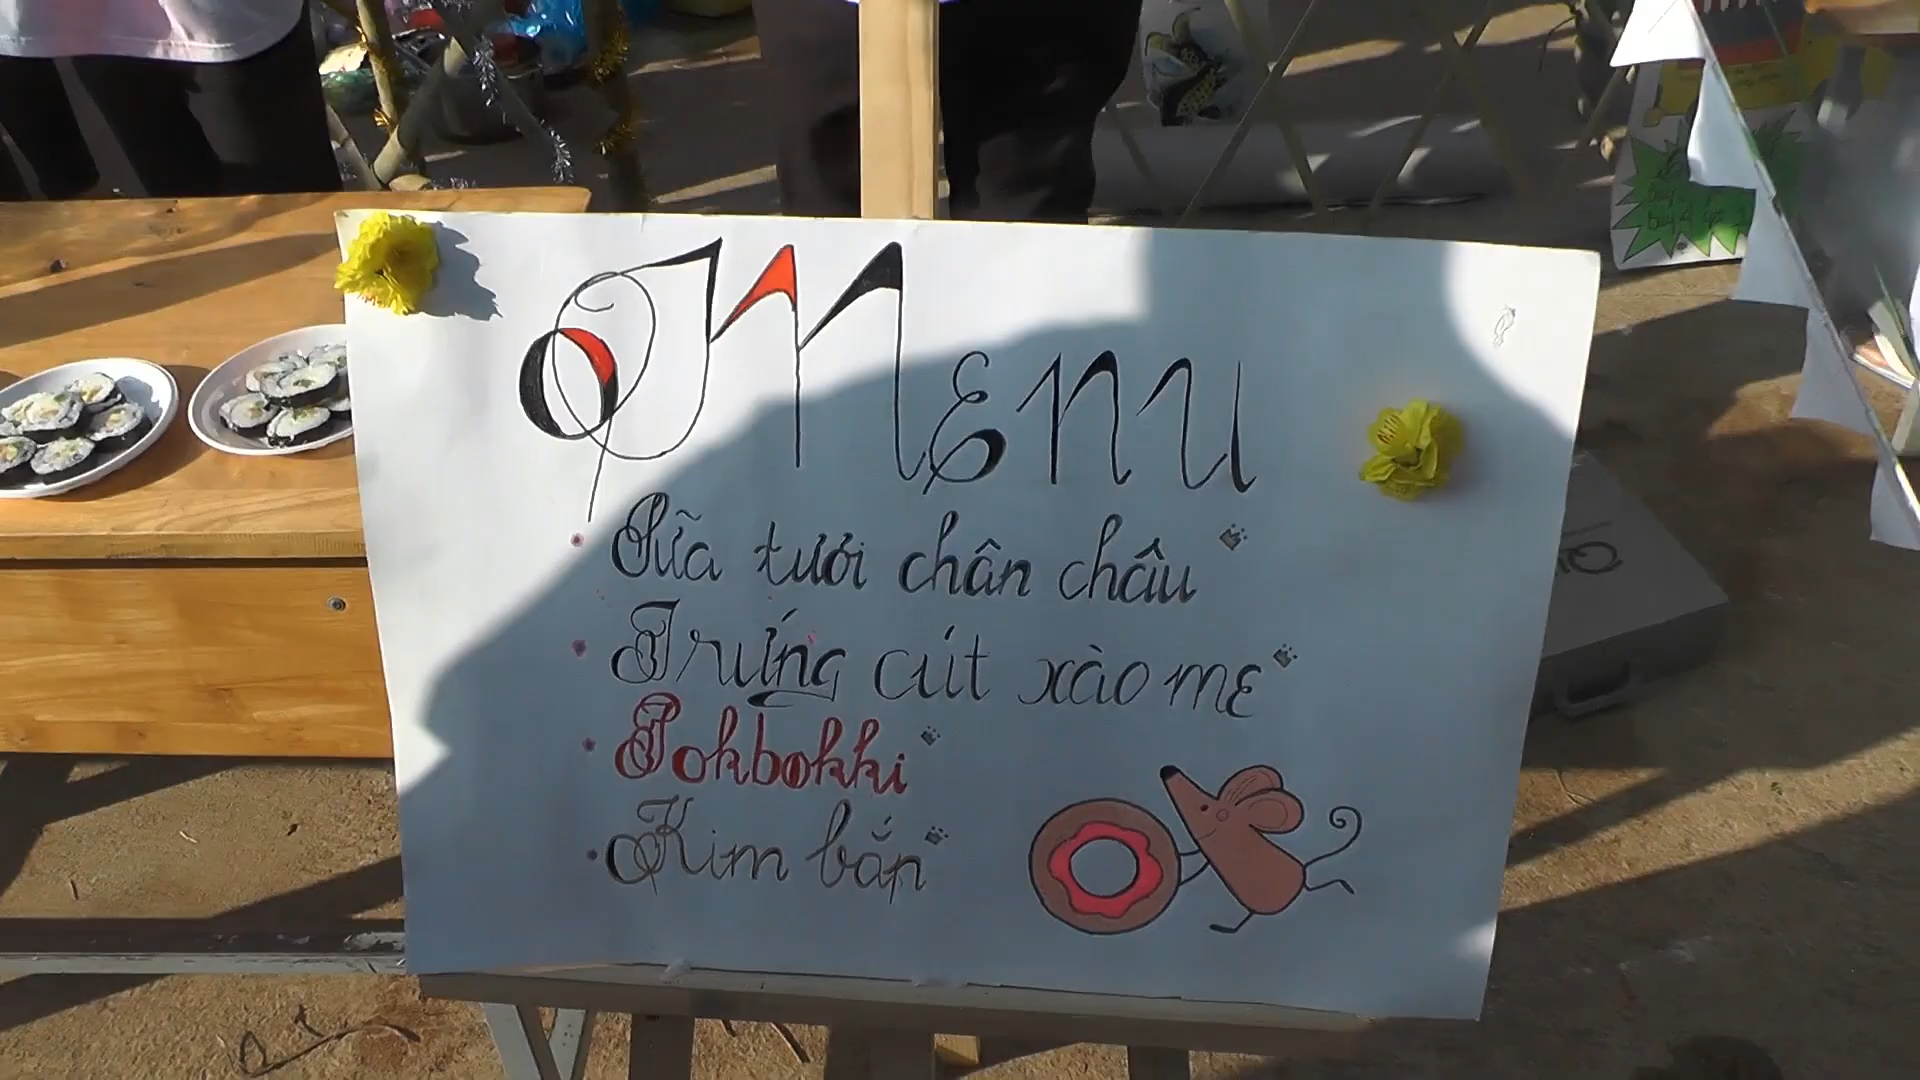 Menu
Sữa tươi chân châu
Trứng cút xào me
Tokbokki
Kim bắp